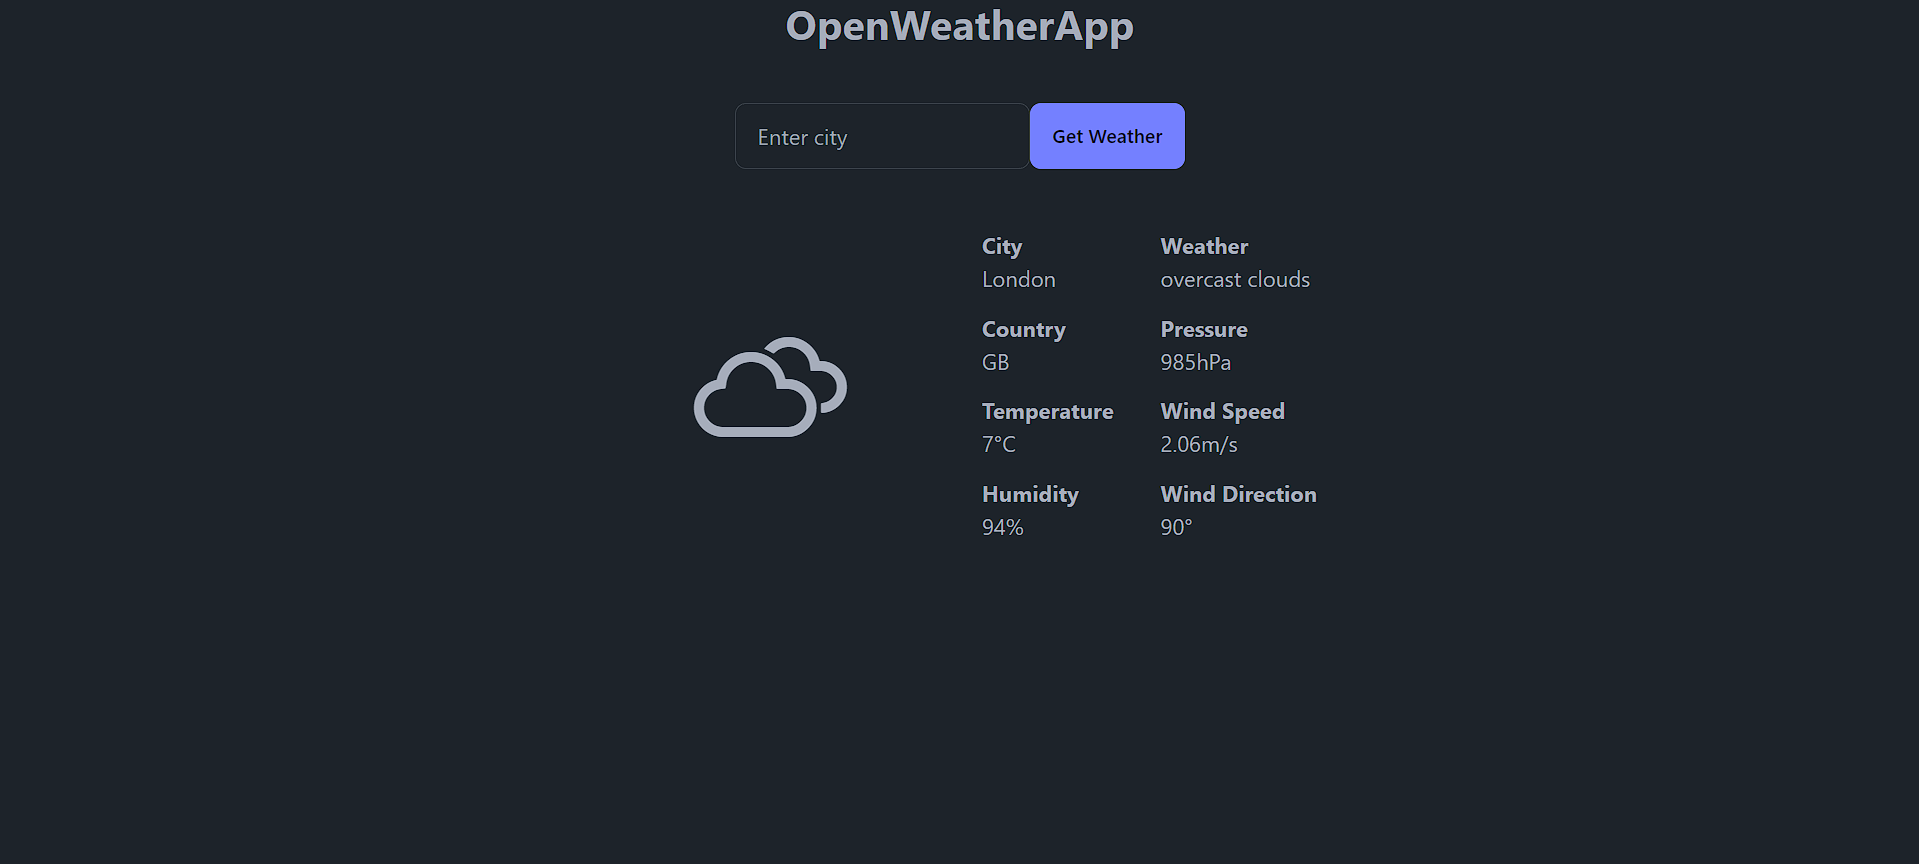 OpenWeatherApp
Enter city
Get Weather
City
London
Weather
overcast clouds
Country
GB
Pressure
985hPa
Temperature
7°C
Wind Speed
2.06m/s
Humidity
94%
Wind Direction
90°